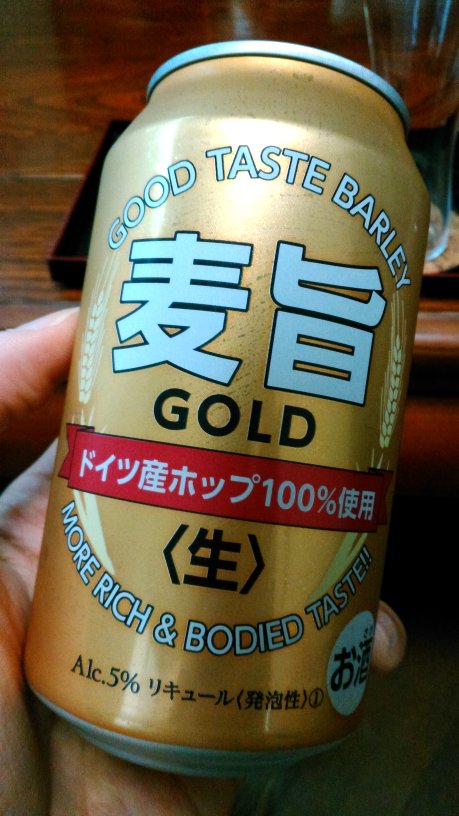 GOOD TASTE BARLEY
麦旨
GOLD
ドイツ産ホップ100%使用
〈生〉
MORE RICH & BODIED TASTE!!
お酒
Alc.5% リキュール〈発泡性〉①